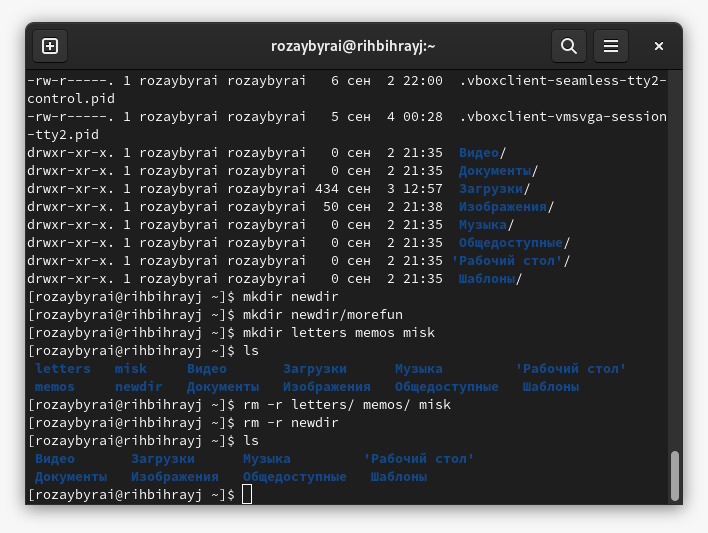 rozaybyrai@rihbihrayj:~
-rw-r-----. 1 rozaybyrai rozaybyrai   6 сен  2 22:00  .vboxclient-seamless-tty2-
control.pid
-rw-r-----. 1 rozaybyrai rozaybyrai   5 сен  4 00:28  .vboxclient-vmsvga-session
-tty2.pid
drwxr-xr-x. 1 rozaybyrai rozaybyrai   0 сен  2 21:35  Видео/
drwxr-xr-x. 1 rozaybyrai rozaybyrai   0 сен  2 21:35  Документы/
drwxr-xr-x. 1 rozaybyrai rozaybyrai 434 сен  3 12:57  Загрузки/
drwxr-xr-x. 1 rozaybyrai rozaybyrai  50 сен  2 21:38  Изображения/
drwxr-xr-x. 1 rozaybyrai rozaybyrai   0 сен  2 21:35  Музыка/
drwxr-xr-x. 1 rozaybyrai rozaybyrai   0 сен  2 21:35  Общедоступные/
drwxr-xr-x. 1 rozaybyrai rozaybyrai   0 сен  2 21:35 'Рабочий стол'/
drwxr-xr-x. 1 rozaybyrai rozaybyrai   0 сен  2 21:35  Шаблоны/
[rozaybyrai@rihbihrayj ~]$ mkdir newdir
[rozaybyrai@rihbihrayj ~]$ mkdir newdir/morefun
[rozaybyrai@rihbihrayj ~]$ mkdir letters memos misk
[rozaybyrai@rihbihrayj ~]$ ls
 letters   misk     Видео       Загрузки      Музыка         'Рабочий стол'
 memos     newdir   Документы   Изображения   Общедоступные   Шаблоны
[rozaybyrai@rihbihrayj ~]$ rm -r letters/ memos/ misk
[rozaybyrai@rihbihrayj ~]$ rm -r newdir
[rozaybyrai@rihbihrayj ~]$ ls
 Видео       Загрузки      Музыка         'Рабочий стол'
 Документы   Изображения   Общедоступные   Шаблоны
[rozaybyrai@rihbihrayj ~]$